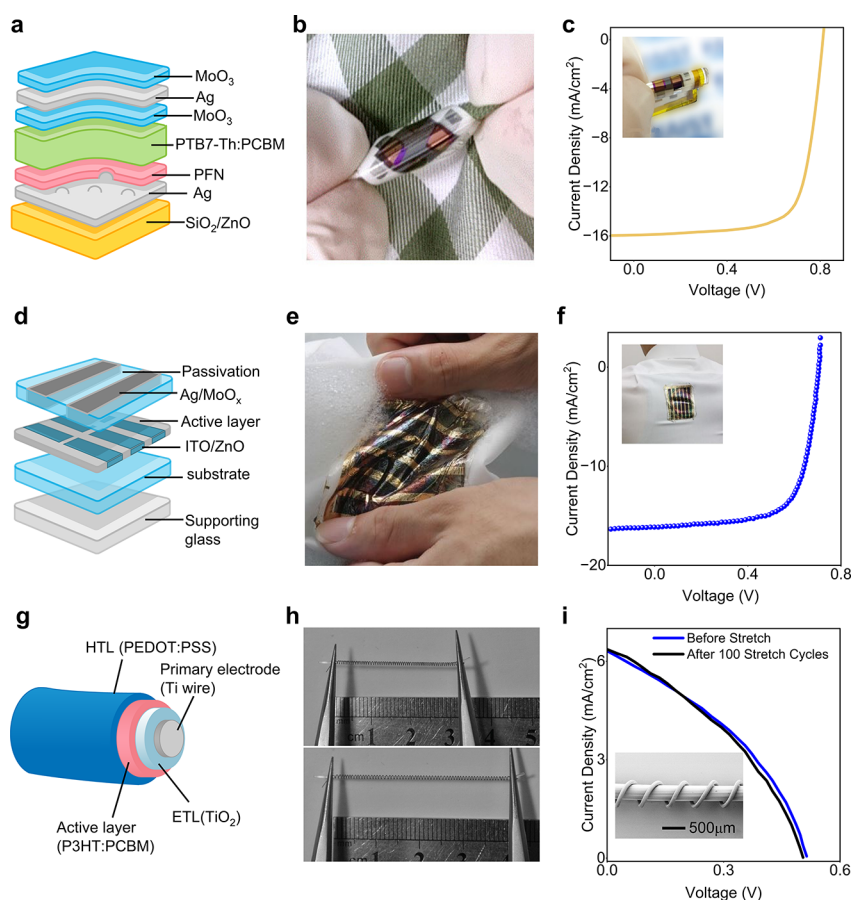 a
MoO₃
Ag
MoO₃
PTB7-Th:PCBM
PFN
Ag
SiO₂/ZnO
b
c
Current Density (mA/cm²)
0
−4
−8
−12
−16
0.0
0.4
0.8
Voltage (V)
d
Passivation
Ag/MoOₓ
Active layer
ITO/ZnO
substrate
Supporting
glass
e
f
Current Density (mA/cm²)
0
−10
−20
0.0
0.4
0.8
Voltage (V)
g
HTL (PEDOT:PSS)
Primary electrode
(Ti wire)
ETL(TiO₂)
Active layer
(P3HT:PCBM)
h
cm 1 2 3 4 5
1 2 3 4
i
Before Stretch
After 100 Stretch Cycles
Current Density (mA/cm²)
6
3
0
500μm
0.0
0.3
0.6
Voltage (V)